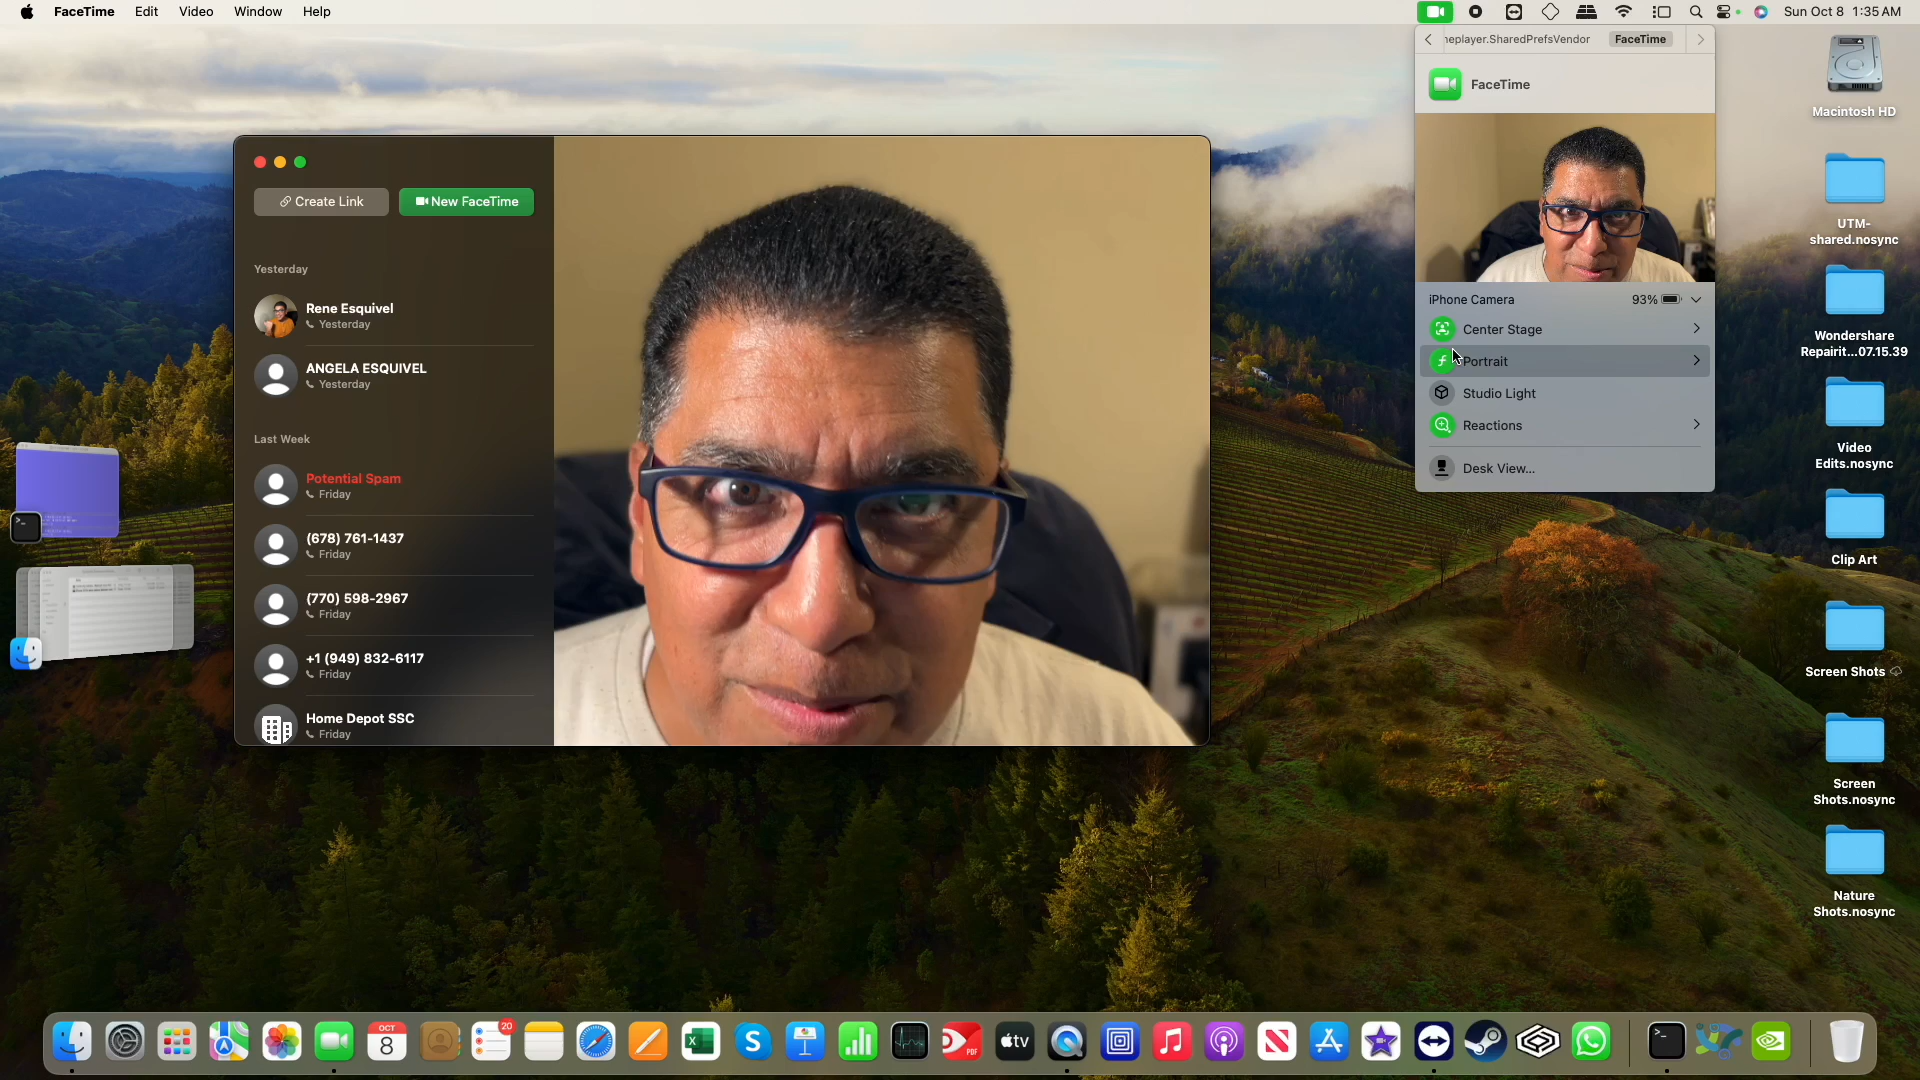 FaceTime Edit Video Window Help
Sun Oct 8 1:35 AM
neplayer.SharedPrefsVendor FaceTime
FaceTime
iPhone Camera 93%
Center Stage
Portrait
Studio Light
Reactions
Desk View...
Create Link New FaceTime
Yesterday
Rene Esquivel
Yesterday
ANGELA ESQUIVEL
Yesterday
Last Week
Potential Spam
Friday
(678) 761-1437
Friday
(770) 598-2967
Friday
+1 (949) 832-6117
Friday
Home Depot SSC
Friday
Macintosh HD
UTM-
shared.nosync
Wondershare
Repairit...07.15.39
Video
Edits.nosync
Clip Art
Screen Shots
Screen
Shots.nosync
Nature
Shots.nosync
OCT
8
20
X
S
PDF
tv
N